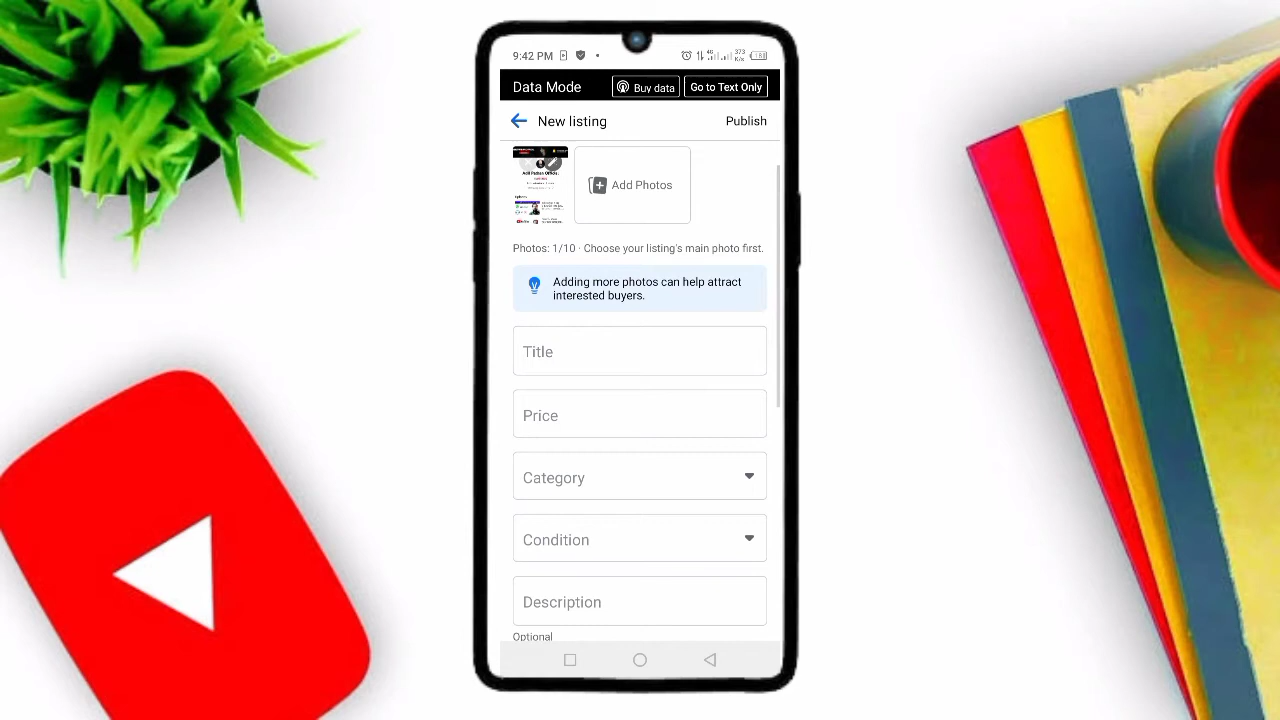 9:42 PM
4G 373 K/s
Data Mode
Buy data
Go to Text Only
New listing
Publish
Add Photos
Photos: 1/10 · Choose your listing's main photo first.
Adding more photos can help attract
interested buyers.
Title
Price
Category
Condition
Description
Optional